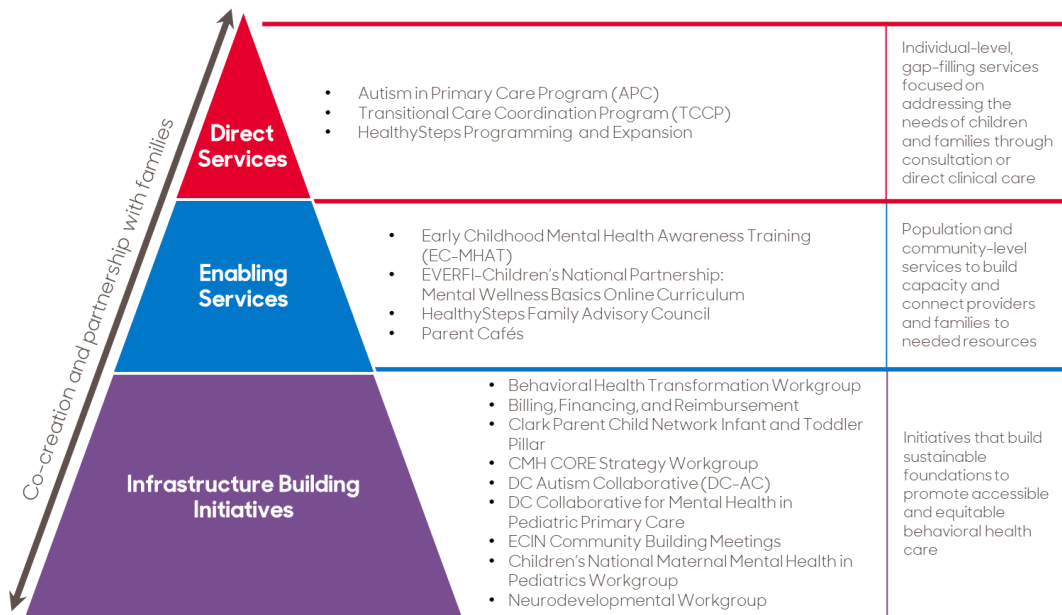 Co-creation and partnership with families
Direct
Services
• Autism in Primary Care Program (APC)
• Transitional Care Coordination Program (TCCP)
• HealthySteps Programming and Expansion
Individual-level,
gap-filling services
focused on
addressing the
needs of children
and families through
consultation or
direct clinical care
Enabling
Services
• Early Childhood Mental Health Awareness Training
(EC-MHAT)
• EVERFI-Children's National Partnership:
Mental Wellness Basics Online Curriculum
• HealthySteps Family Advisory Council
• Parent Cafés
Population and
community-level
services to build
capacity and
connect providers
and families to
needed resources
Infrastructure Building
Initiatives
• Behavioral Health Transformation Workgroup
• Billing, Financing, and Reimbursement
• Clark Parent Child Network Infant and Toddler
Pillar
• CMH CORE Strategy Workgroup
• DC Autism Collaborative (DC-AC)
• DC Collaborative for Mental Health in
Pediatric Primary Care
• ECIN Community Building Meetings
• Children's National Maternal Mental Health in
Pediatrics Workgroup
• Neurodevelopmental Workgroup
Initiatives that build
sustainable
foundations to
promote accessible
and equitable
behavioral health
care